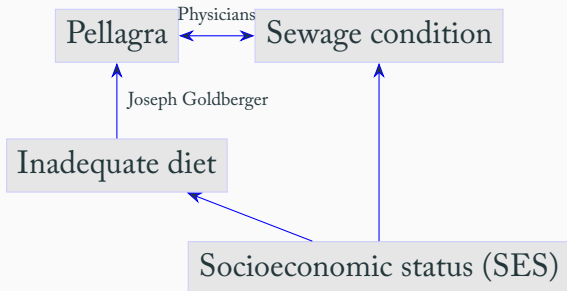 Physicians
Pellagra
Sewage condition
Joseph Goldberger
Inadequate diet
Socioeconomic status (SES)